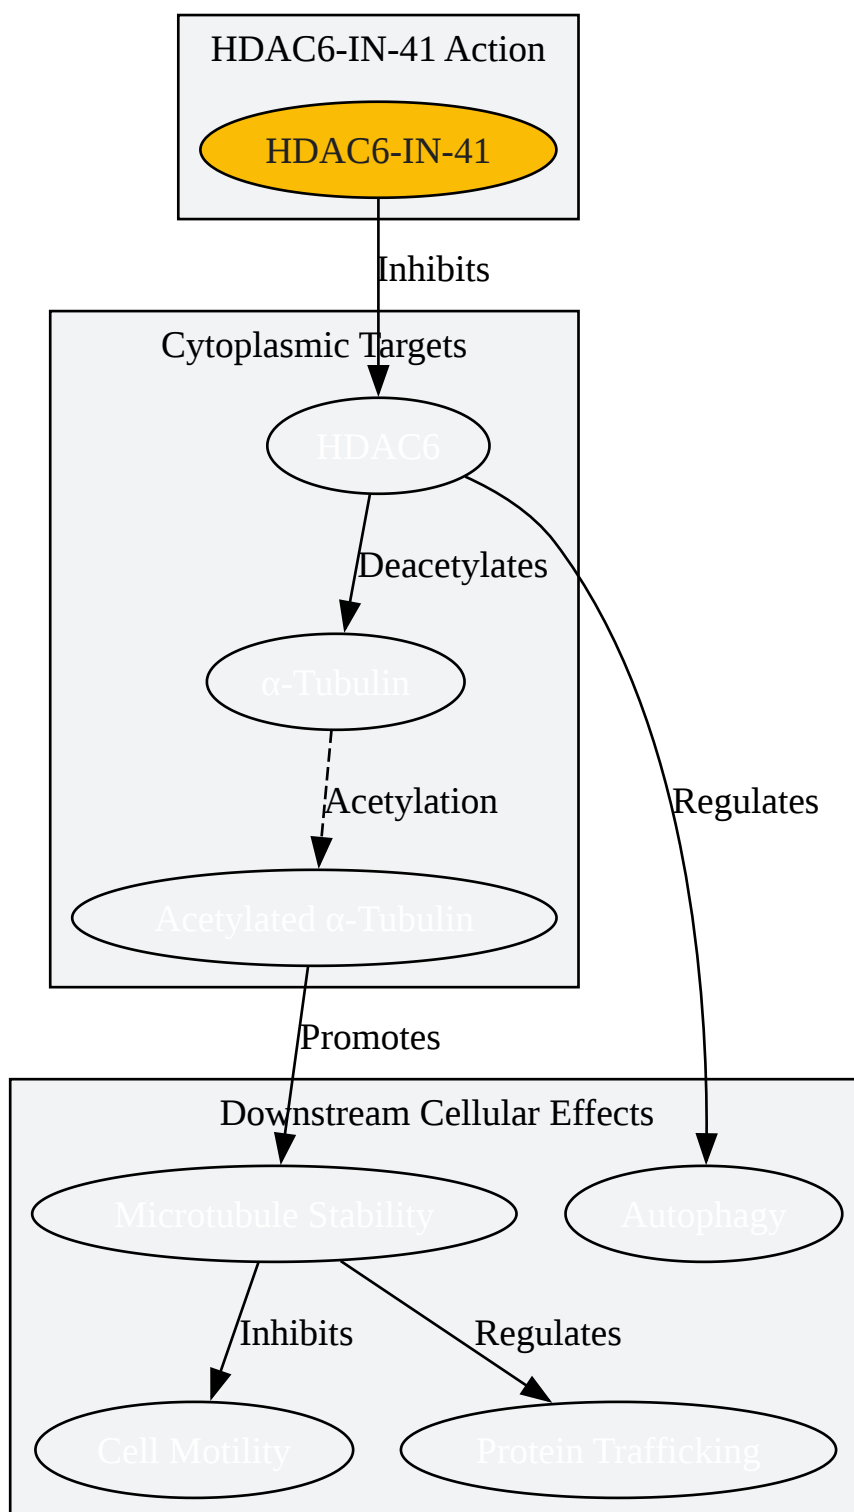 HDAC6-IN-41 Action
HDAC6-IN-41
Inhibits
Cytoplasmic Targets
HDAC6
Deacetylates
α-Tubulin
Acetylation
Regulates
Acetylated α-Tubulin
Promotes
Downstream Cellular Effects
Microtubule Stability
Autophagy
Inhibits
Regulates
Cell Motility
Protein Trafficking